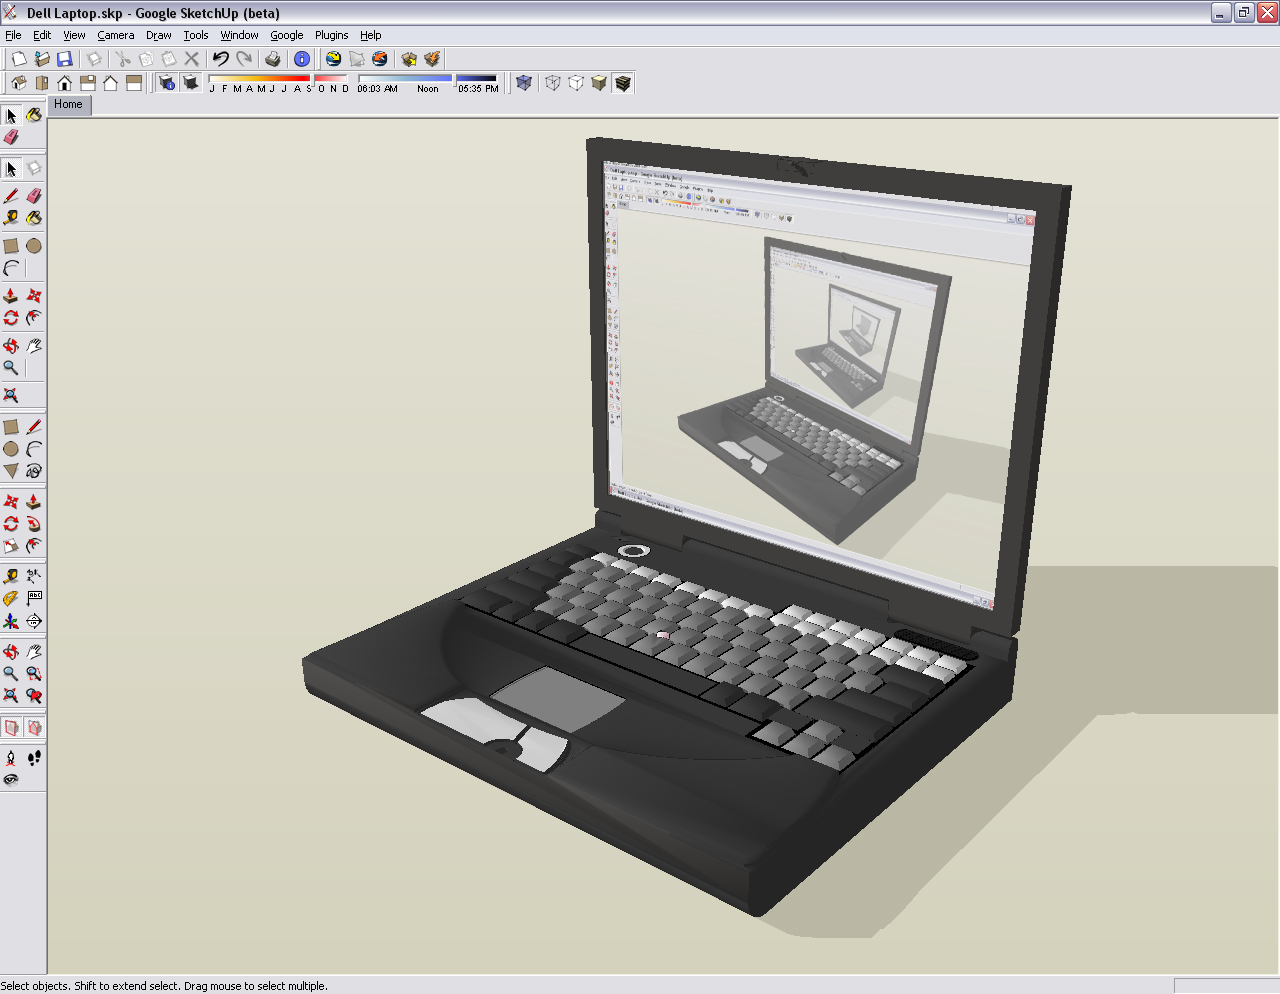 Dell Laptop.skp - Google SketchUp (beta)
File Edit View Camera Draw Tools Window Google Plugins Help
J F M A M J J A S O N D 06:03 AM Noon 05:35 PM
Home
Abc
Select objects. Shift to extend select. Drag mouse to select multiple.